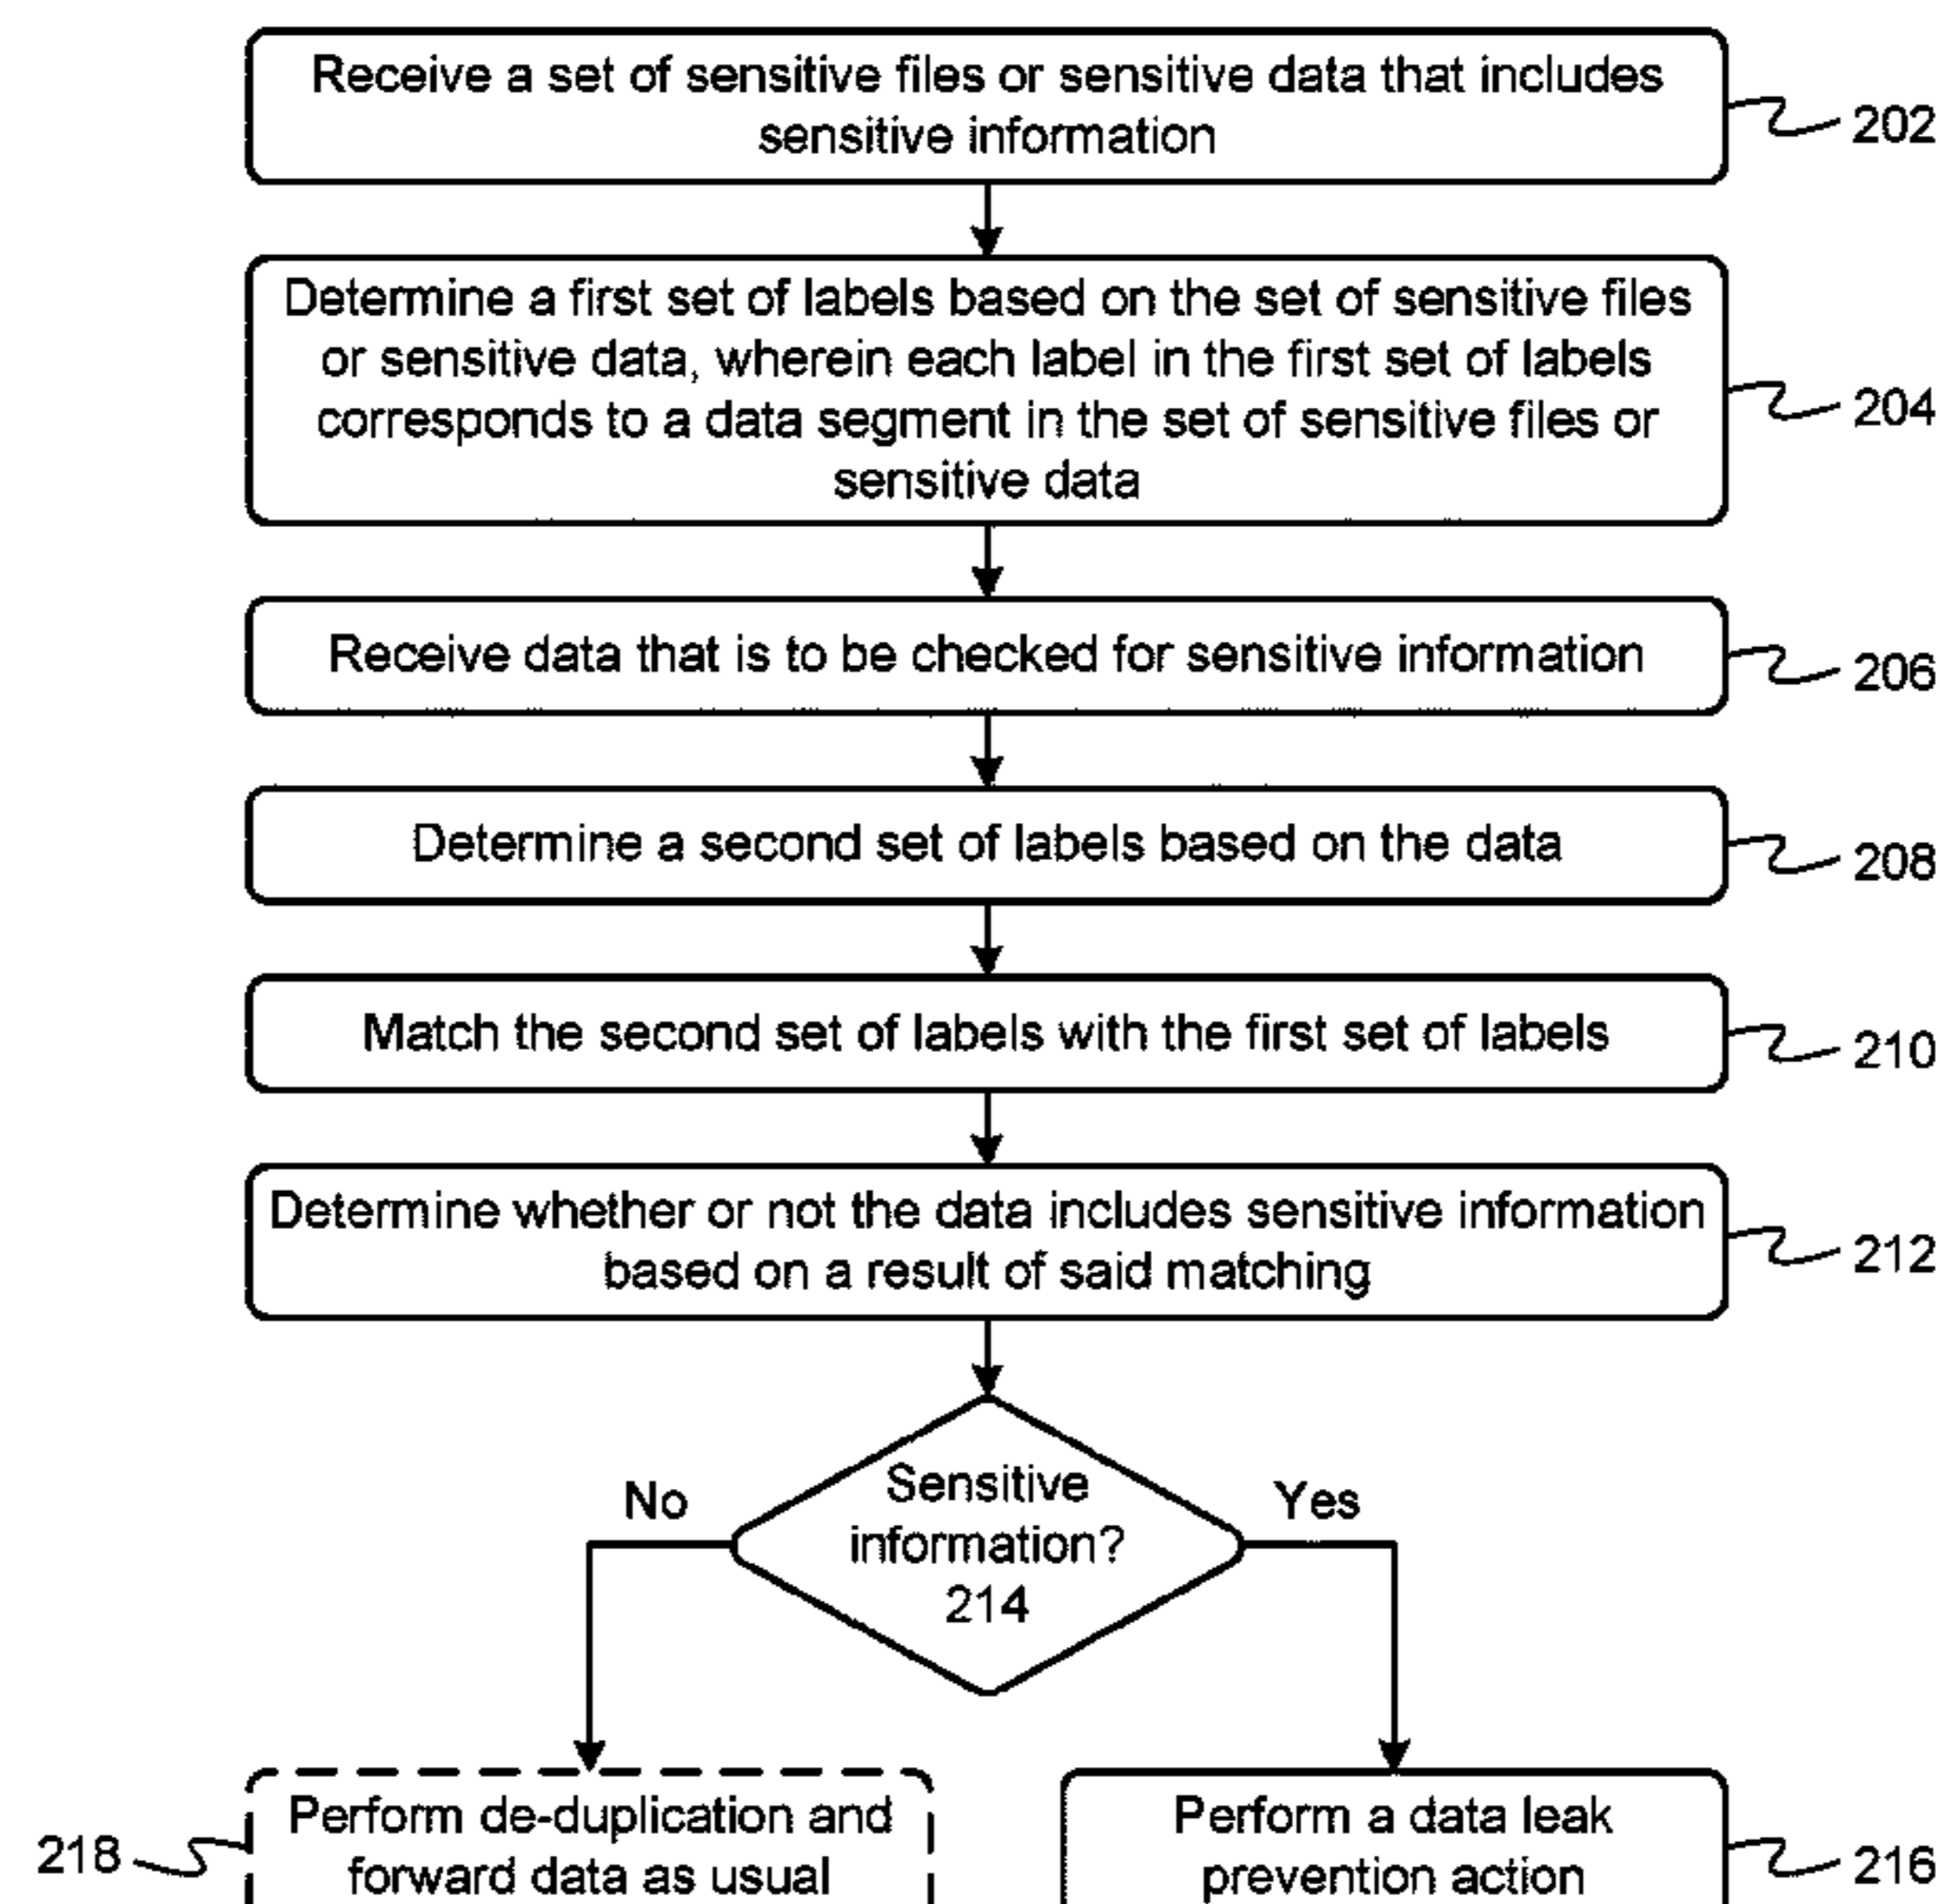 Receive a set of sensitive files or sensitive data that includes
sensitive information
202
Determine a first set of labels based on the set of sensitive files
or sensitive data, wherein each label in the first set of labels
corresponds to a data segment in the set of sensitive files or
sensitive data
204
Receive data that is to be checked for sensitive information
206
Determine a second set of labels based on the data
208
Match the second set of labels with the first set of labels
210
Determine whether or not the data includes sensitive information
based on a result of said matching
212
Sensitive
information?
214
No
Yes
Perform de-duplication and
forward data as usual
218
Perform a data leak
prevention action
216